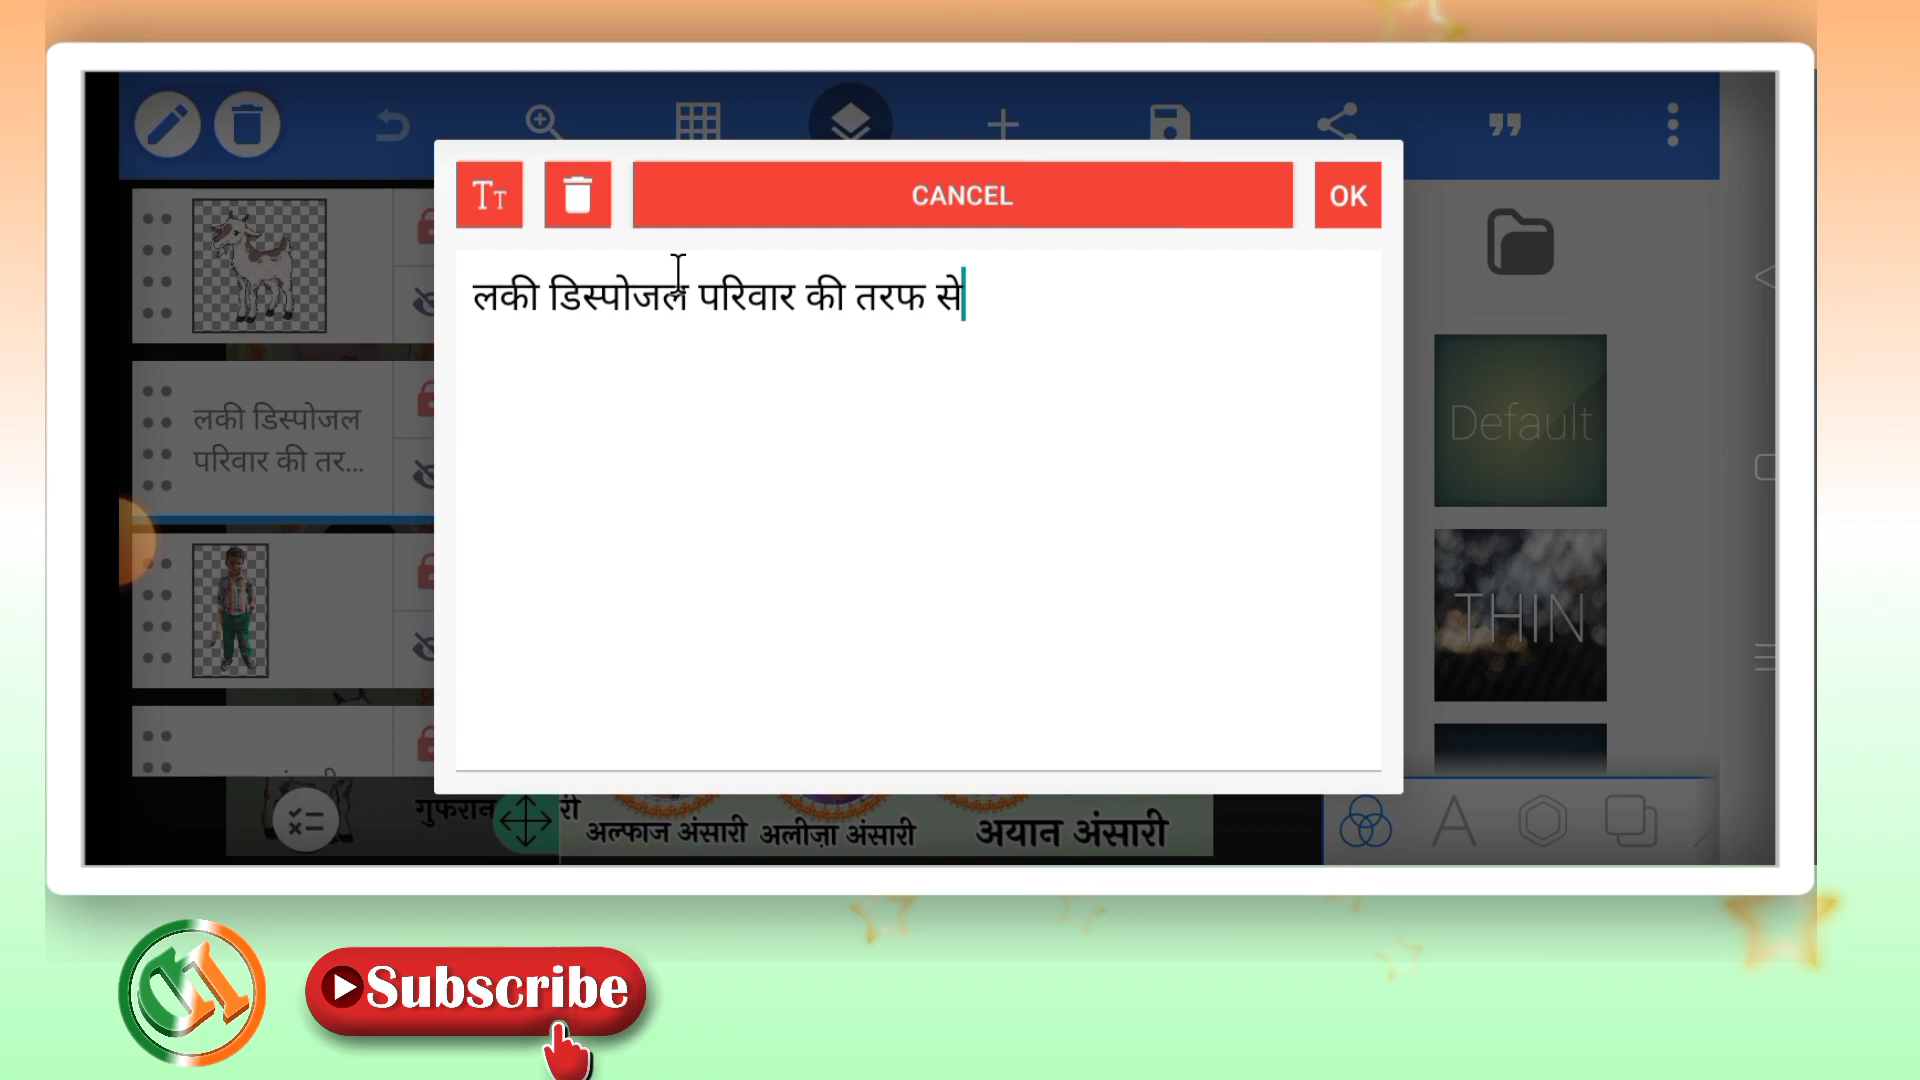 CANCEL
OK
लकी डिस्पोजल परिवार की तरफ से
लकी डिस्पोजल
परिवार की तर...
Default
THIN
गुफरान
री
अल्फाज अंसारी
अलीज़ा अंसारी
अयान अंसारी
Subscribe